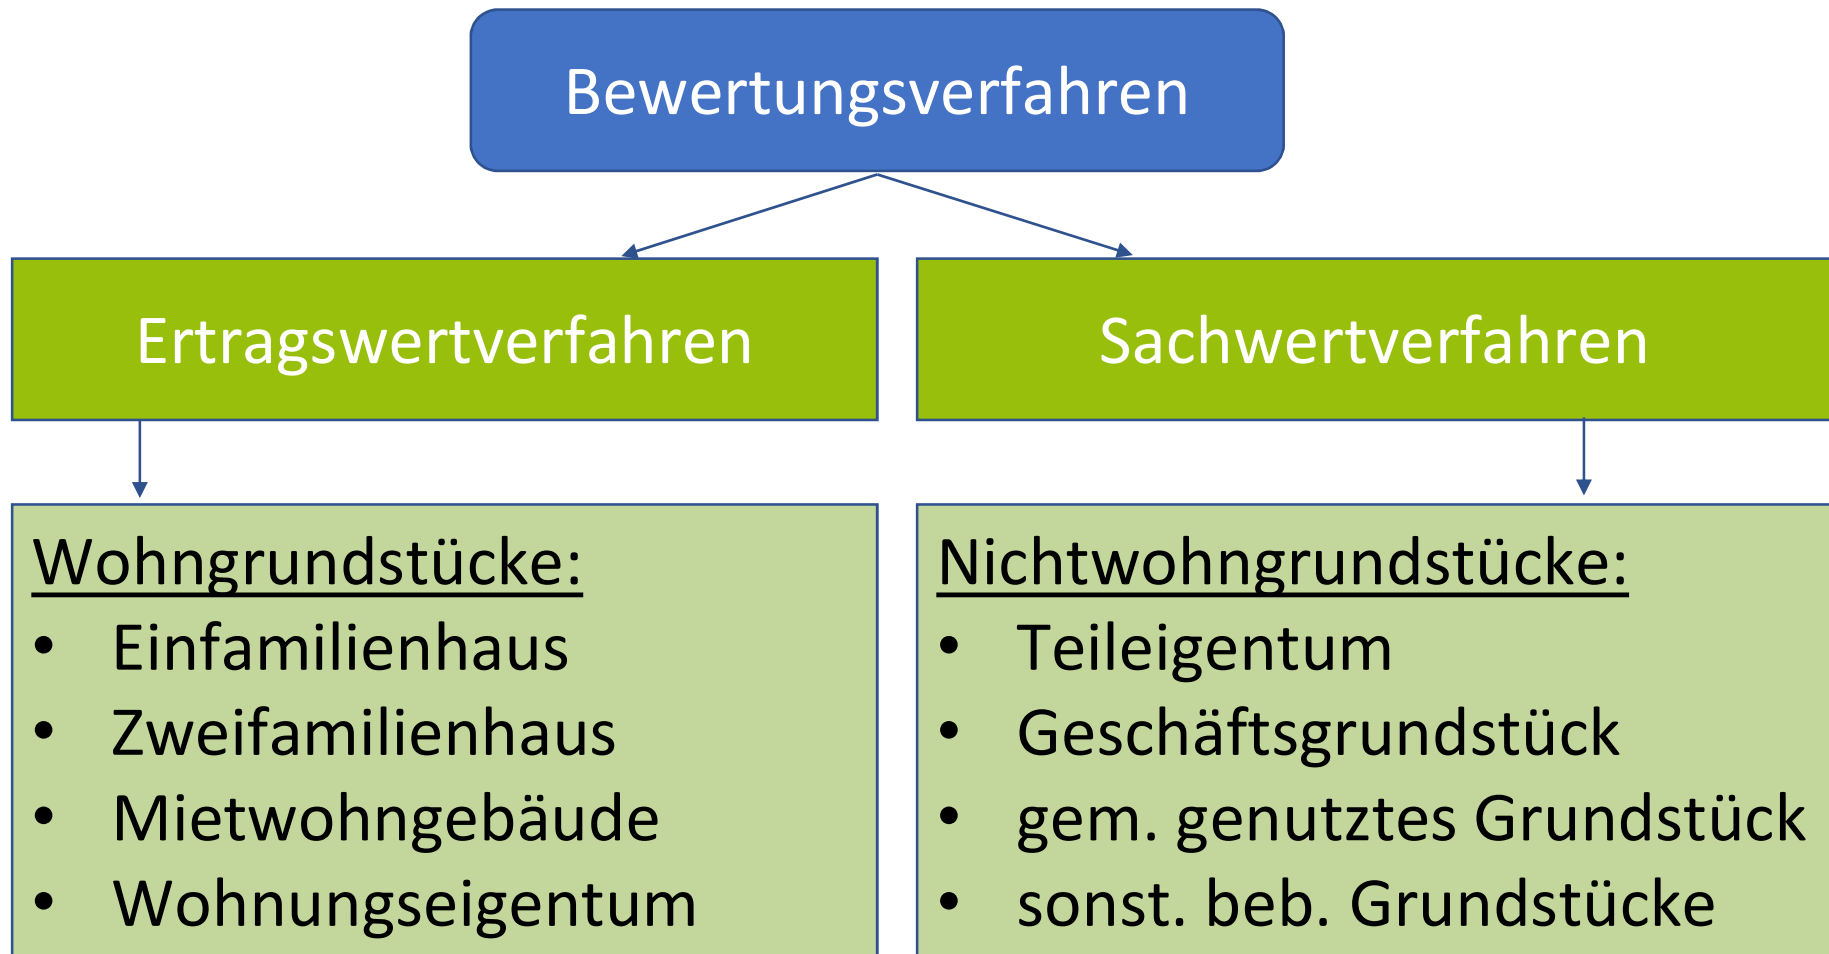 Bewertungsverfahren
Ertragswertverfahren
Sachwertverfahren
Wohngrundstücke:
• Einfamilienhaus
• Zweifamilienhaus
• Mietwohngebäude
• Wohnungseigentum
Nichtwohngrundstücke:
• Teileigentum
• Geschäftsgrundstück
• gem. genutztes Grundstück
• sonst. beb. Grundstücke